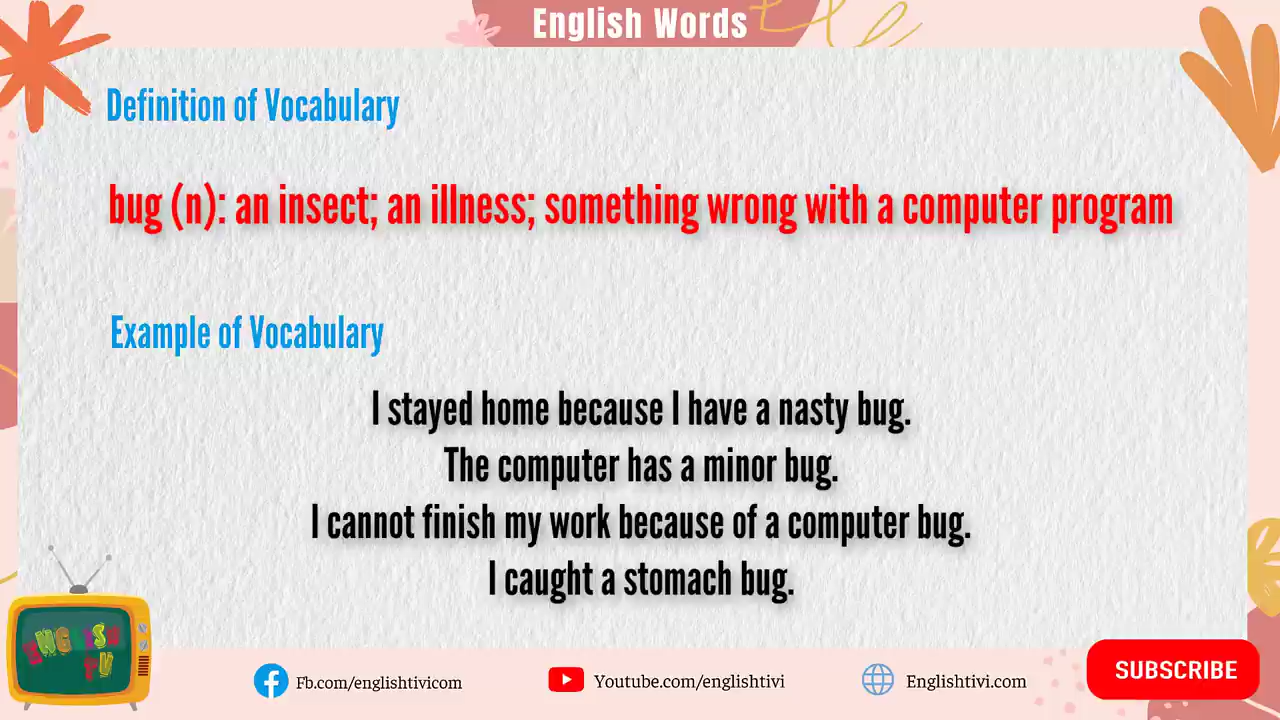 English Words
Definition of Vocabulary
bug (n): an insect; an illness; something wrong with a computer program
Example of Vocabulary
I stayed home because I have a nasty bug.
The computer has a minor bug.
I cannot finish my work because of a computer bug.
I caught a stomach bug.
ENGLISH
TV
Fb.com/englishtivicom
Youtube.com/englishtivi
Englishtivi.com
SUBSCRIBE